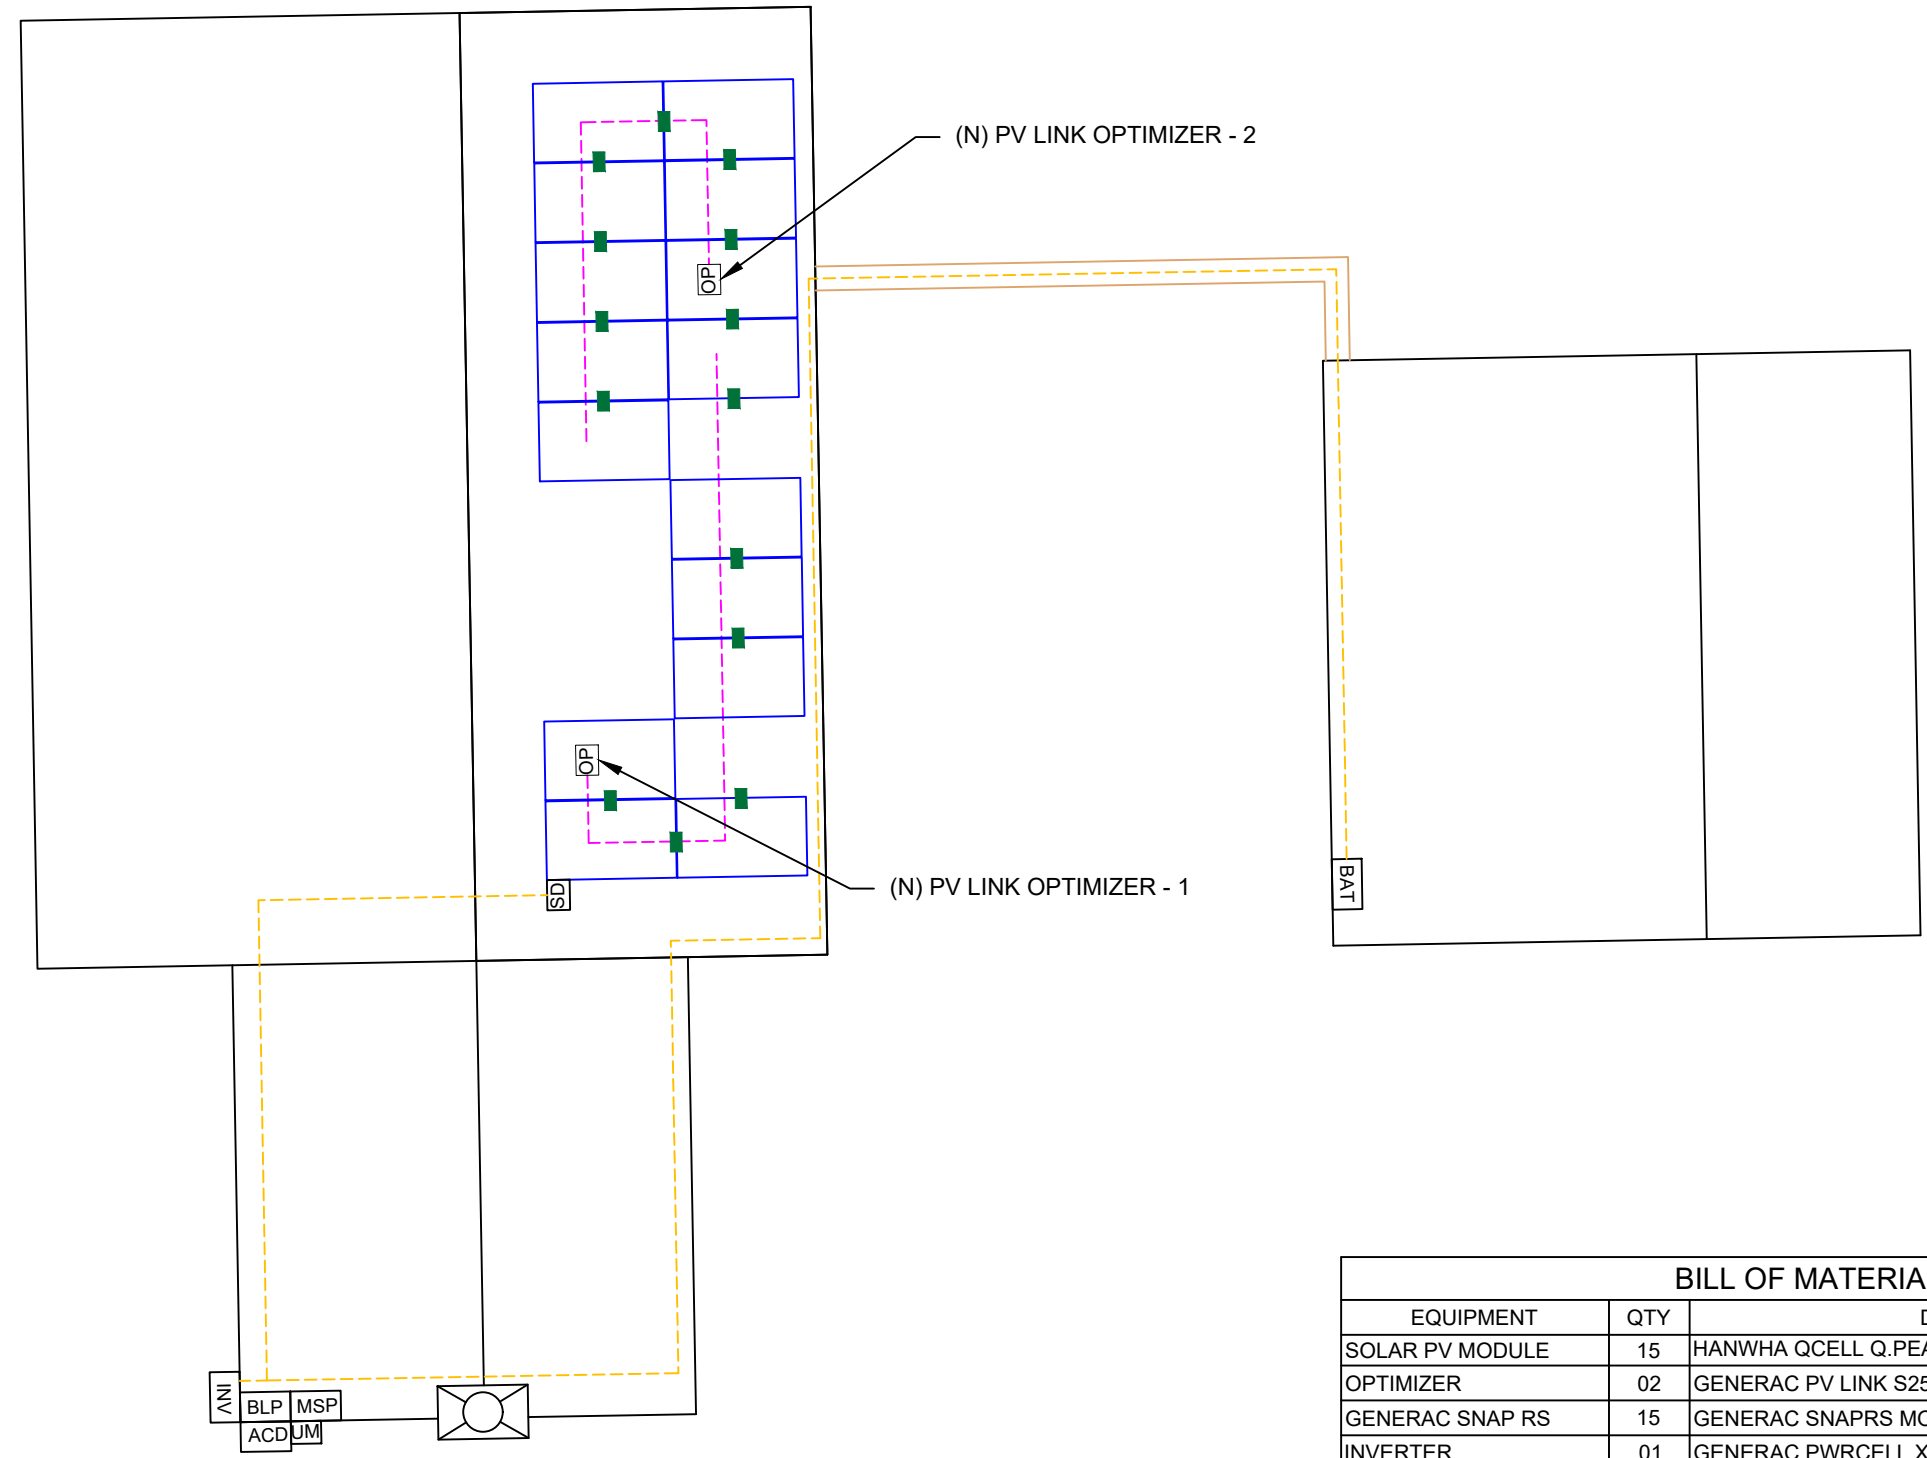 (N) PV LINK OPTIMIZER - 2
OP
OP
(N) PV LINK OPTIMIZER - 1
SD
BAT
INV
BLP
MSP
ACD
UM
BILL OF MATERIA
EQUIPMENT QTY D
SOLAR PV MODULE 15 HANWHA QCELL Q.PEA
OPTIMIZER 02 GENERAC PV LINK S25
GENERAC SNAP RS 15 GENERAC SNAPRS MO
INVERTER 01 GENERAC PWRCELL X